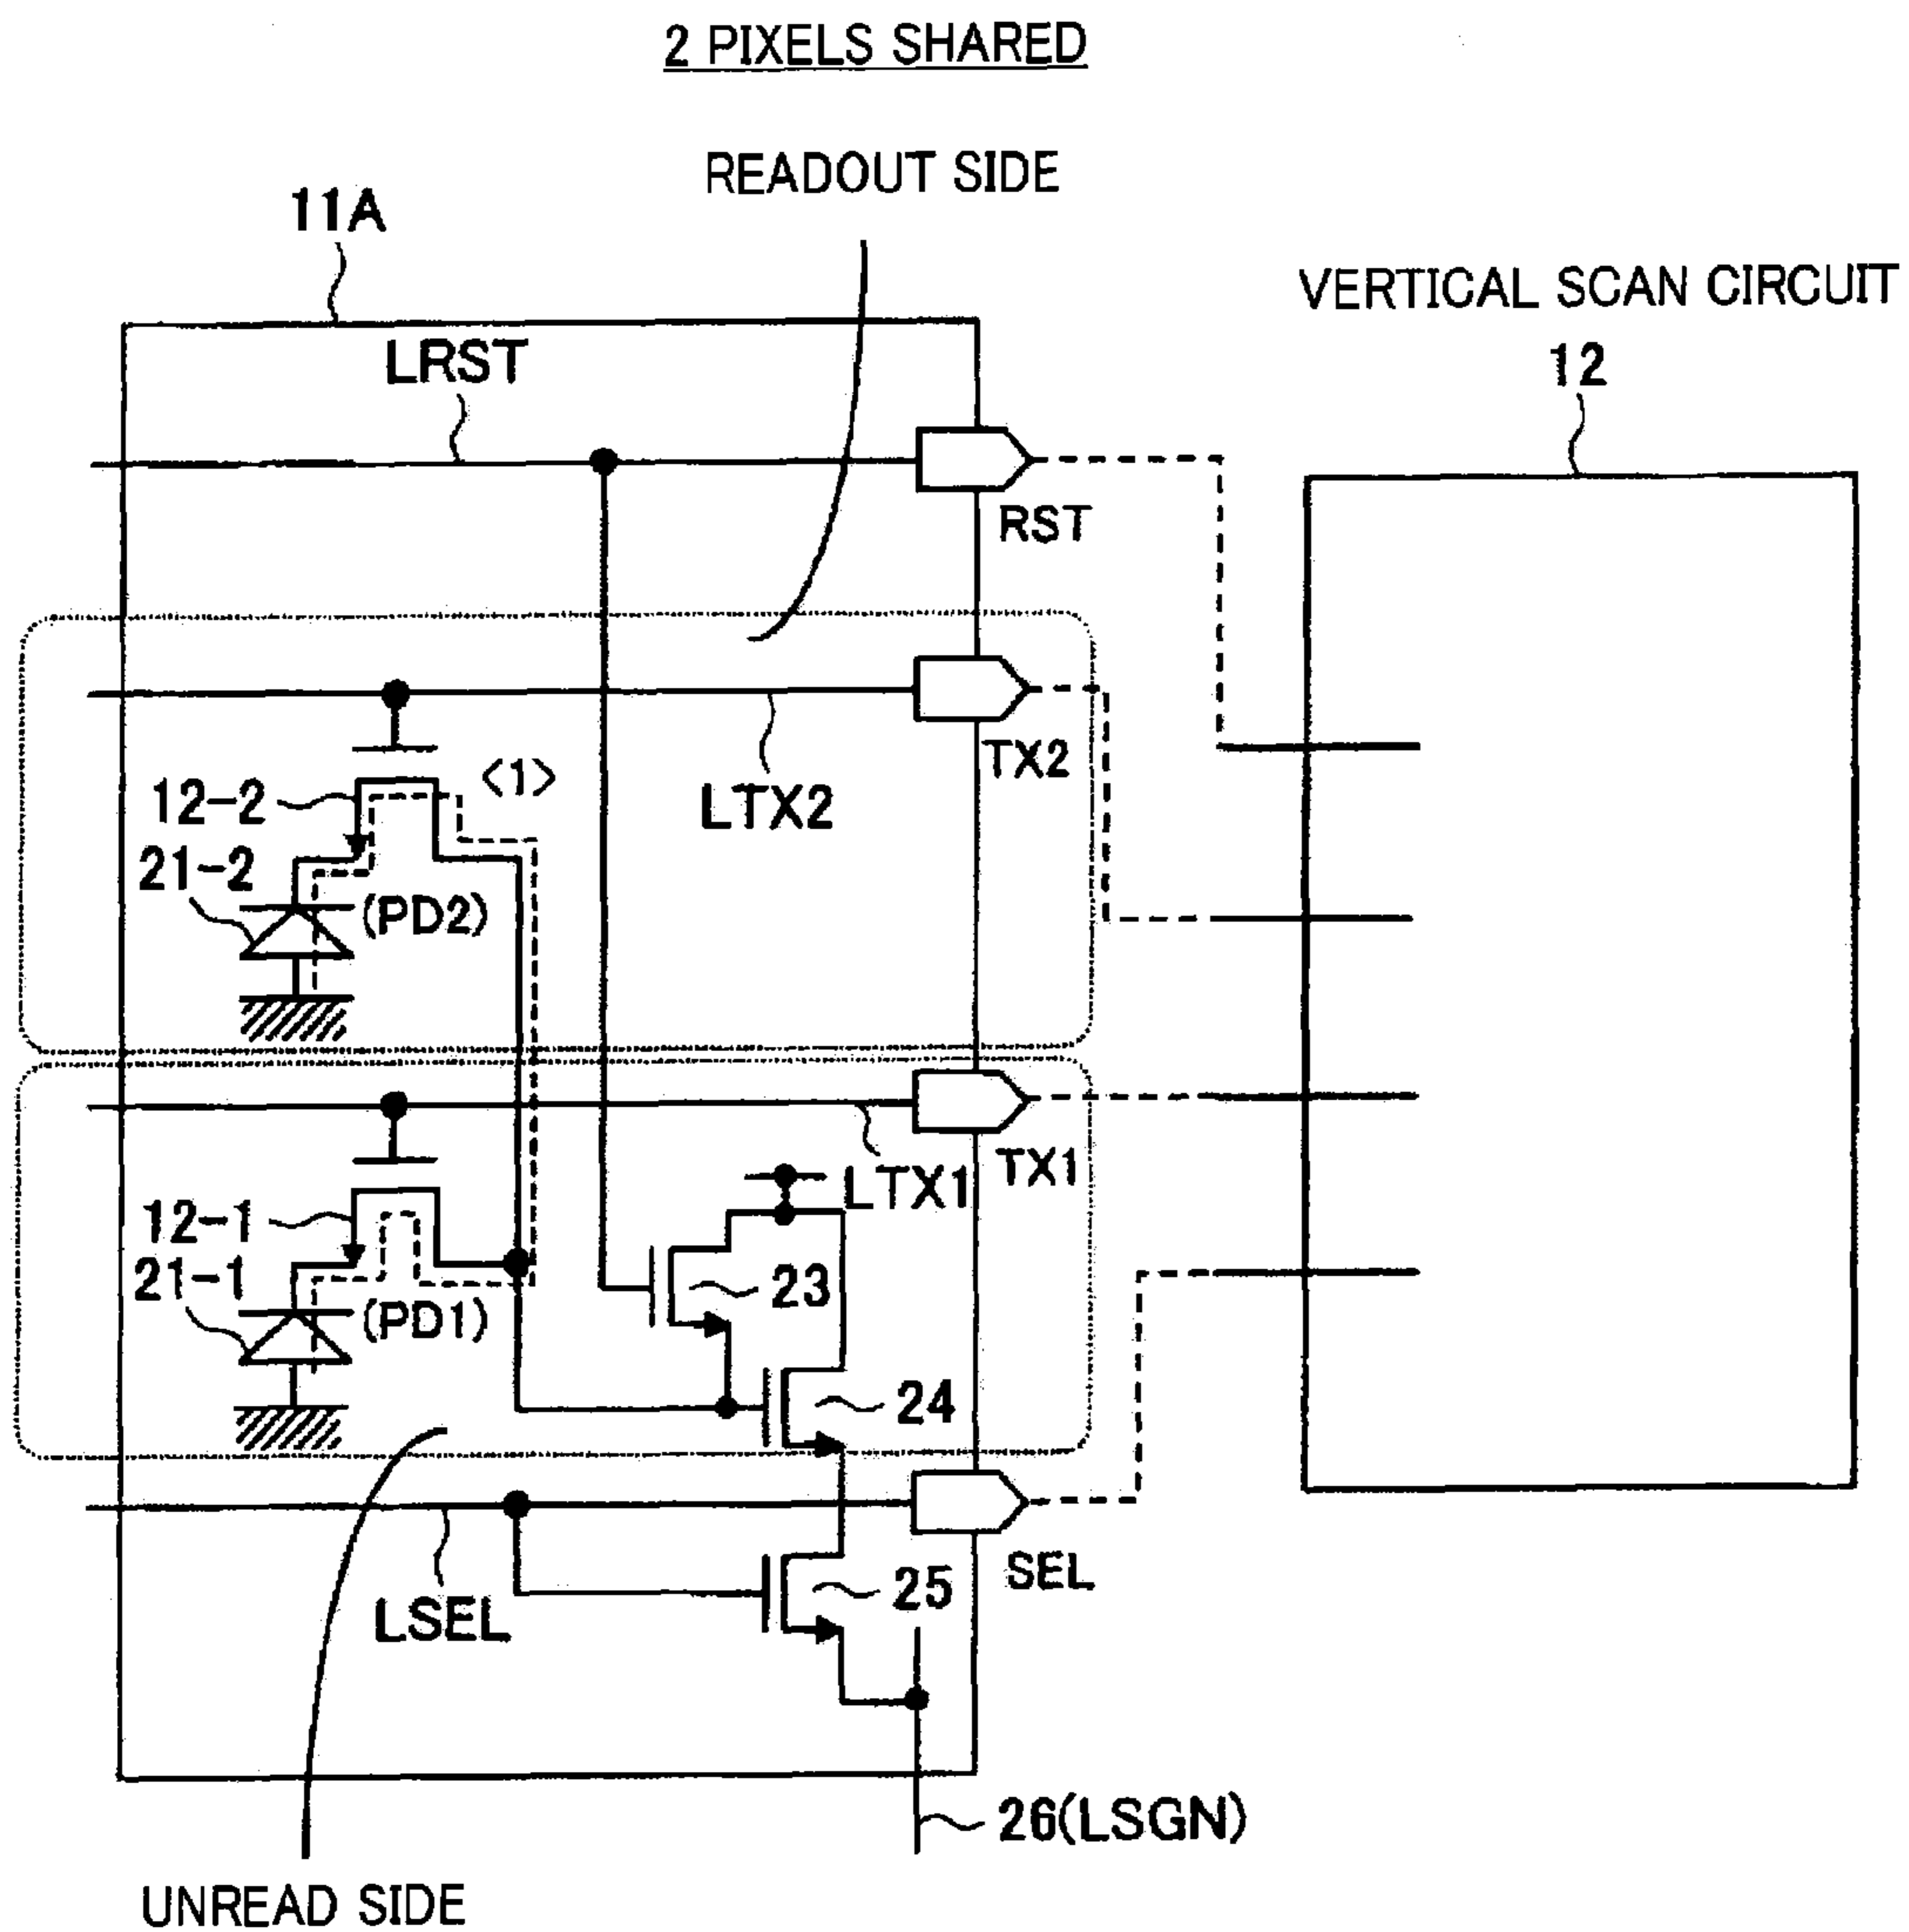 2 PIXELS SHARED
READOUT SIDE
11A
VERTICAL SCAN CIRCUIT
12
LRST
RST
TX2
<1>
12-2
LTX2
21-2
(PD2)
TX1
LTX1
12-1
21-1
23
(PD1)
24
SEL
25
LSEL
26(LSGN)
UNREAD SIDE